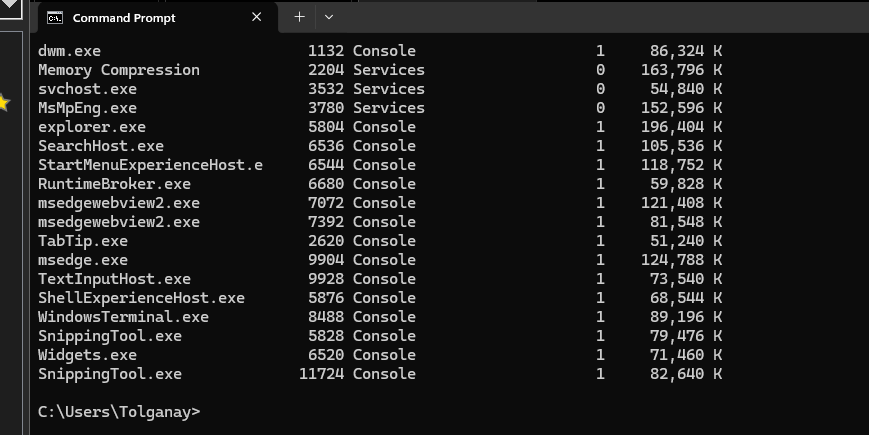 Command Prompt
dwm.exe 1132 Console 1 86,324 K
Memory Compression 2204 Services 0 163,796 K
svchost.exe 3532 Services 0 54,840 K
MsMpEng.exe 3780 Services 0 152,596 K
explorer.exe 5804 Console 1 196,404 K
SearchHost.exe 6536 Console 1 105,536 K
StartMenuExperienceHost.e 6544 Console 1 118,752 K
RuntimeBroker.exe 6680 Console 1 59,828 K
msedgewebview2.exe 7072 Console 1 121,408 K
msedgewebview2.exe 7392 Console 1 81,548 K
TabTip.exe 2620 Console 1 51,240 K
msedge.exe 9904 Console 1 124,788 K
TextInputHost.exe 9928 Console 1 73,540 K
ShellExperienceHost.exe 5876 Console 1 68,544 K
WindowsTerminal.exe 8488 Console 1 89,196 K
SnippingTool.exe 5828 Console 1 79,476 K
Widgets.exe 6520 Console 1 71,460 K
SnippingTool.exe 11724 Console 1 82,640 K
C:\Users\Tolganay>